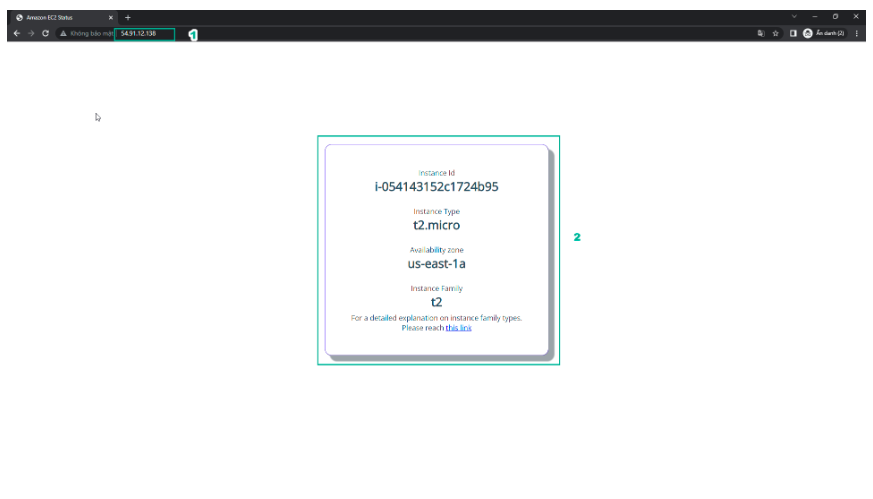 Amazon EC2 Status
Không bảo mật
54.91.12.138
1
Ẩn danh (2)
Instance Id
i-054143152c1724b95
Instance Type
t2.micro
Availability zone
us-east-1a
2
Instance Family
t2
For a detailed explanation on instance family types.
Please reach this link